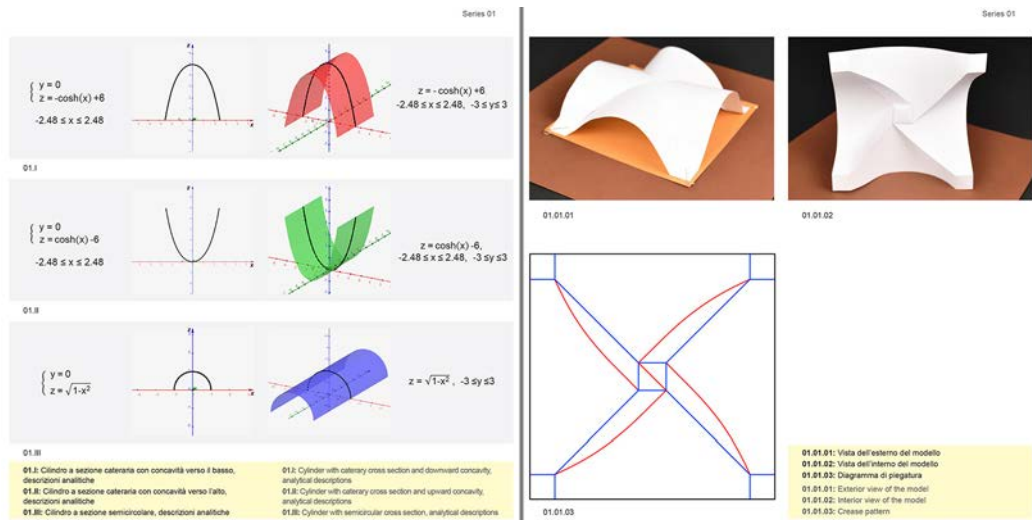 Series 01
y = 0
z = -cosh(x) +6
-2.48 ≤ x ≤ 2.48
z = - cosh(x) + 6
-2.48 ≤ x ≤ 2.48, -3 ≤ y ≤ 3
01.I
y = 0
z = cosh(x) -6
-2.48 ≤ x ≤ 2.48
z = cosh(x) -6,
-2.48 ≤ x ≤ 2.48, -3 ≤ y ≤ 3
01.II
y = 0
z = √1-x²
z = √1-x² , -3 ≤ y ≤ 3
01.III
01.I: Cilindro a sezione cateraria con concavità verso il basso,
descrizioni analitiche
01.II: Cilindro a sezione cateraria con concavità verso l'alto,
descrizioni analitiche
01.III: Cilindro a sezione semicircolare, descrizioni analitiche
01.I: Cylinder with caterary cross section and downward concavity,
analytical descriptions
01.II: Cylinder with caterary cross section and upward concavity,
analytical descriptions
01.III: Cylinder with semicircular cross section, analytical descriptions
Series 01
01.01.01
01.01.02
01.01.03
01.01.01: Vista dell'esterno del modello
01.01.02: Vista dell'interno del modello
01.01.03: Diagramma di piegatura
01.01.01: Exterior view of the model
01.01.02: Interior view of the model
01.01.03: Crease pattern